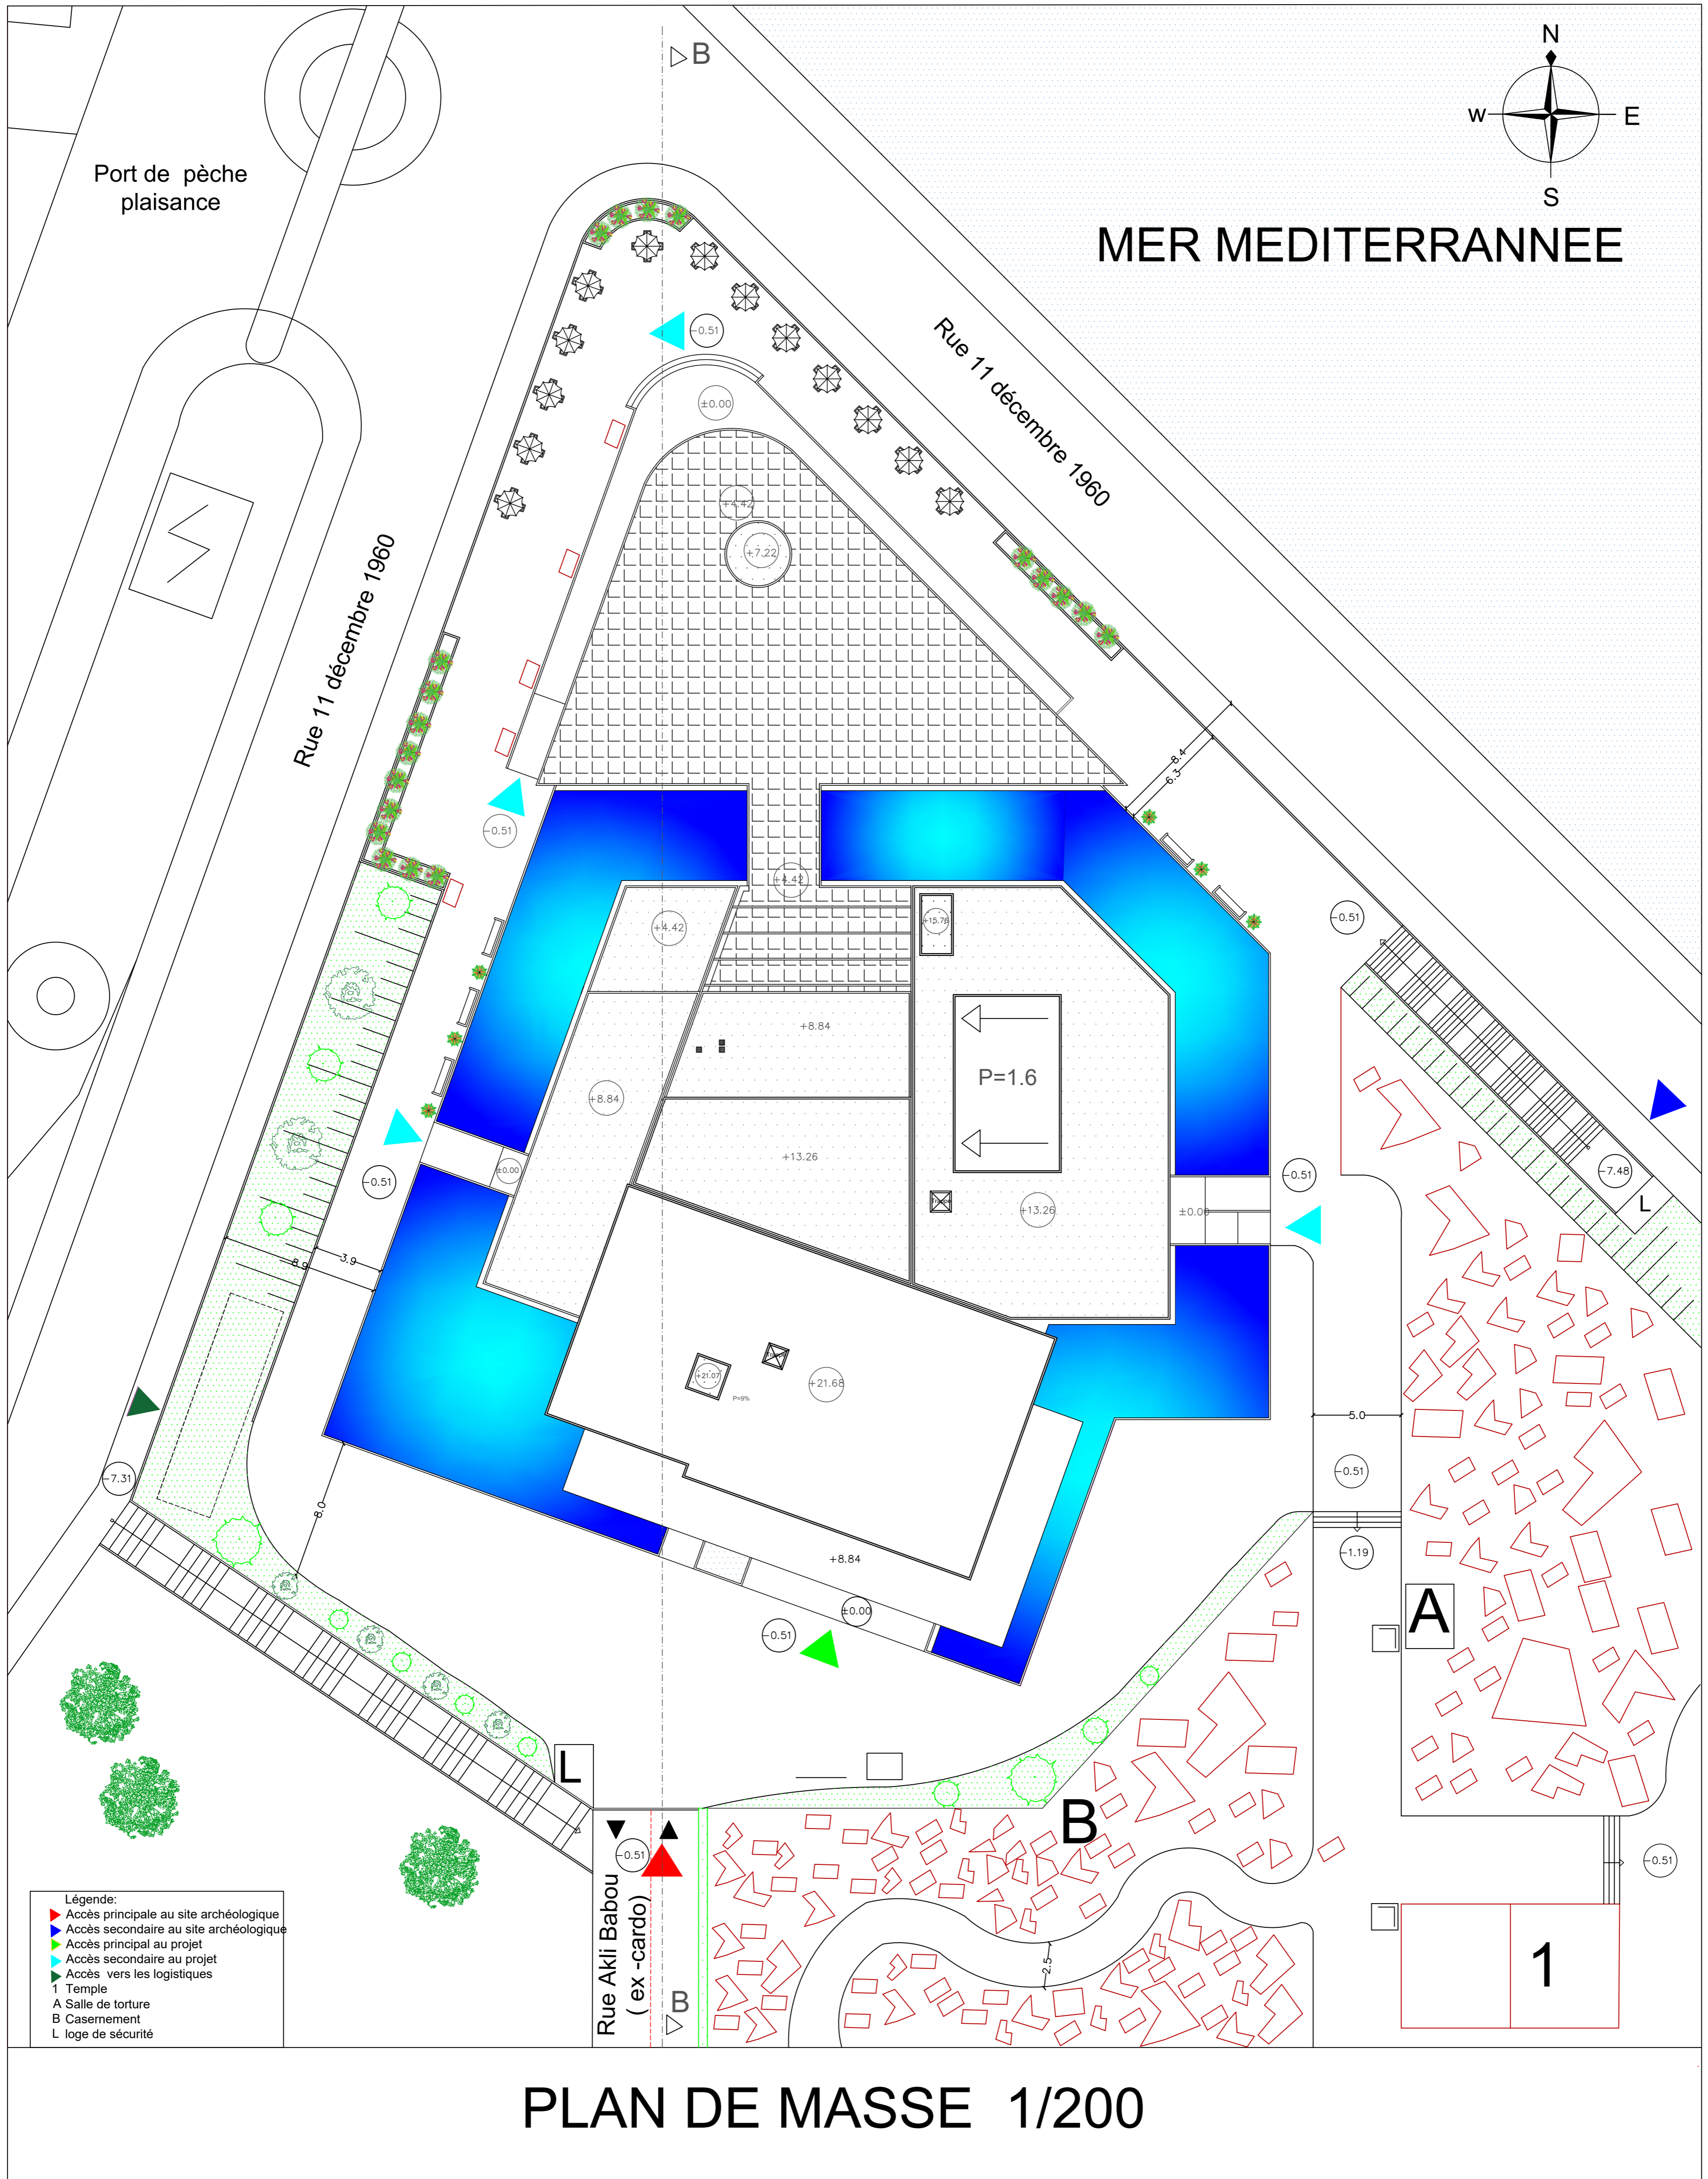 B
N
W
E
S
Port de pèche
plaisance
MER MEDITERRANNEE
-0.51
Rue 11 décembre 1960
±0.00
+4.42
+7.22
Rue 11 décembre 1960
8.4
6.3
-0.51
+4.42
+15.76
-0.51
+4.42
+8.84
P=1.6
+8.84
+13.26
±0.00
-0.51
-0.51
-7.48
L
+13.26
±0.00
8.9
3.9
+21.07
P=9%
+21.68
5.0
-7.31
-0.51
8.0
-1.19
+8.84
±0.00
-0.51
A
L
B
-0.51
-0.51
Rue Akli Babou
( ex -cardo)
2.5
1
B
Légende:
Accès principale au site archéologique
Accès secondaire au site archéologique
Accès principal au projet
Accès secondaire au projet
Accès vers les logistiques
1 Temple
A Salle de torture
B Casernement
L loge de sécurité
PLAN DE MASSE 1/200